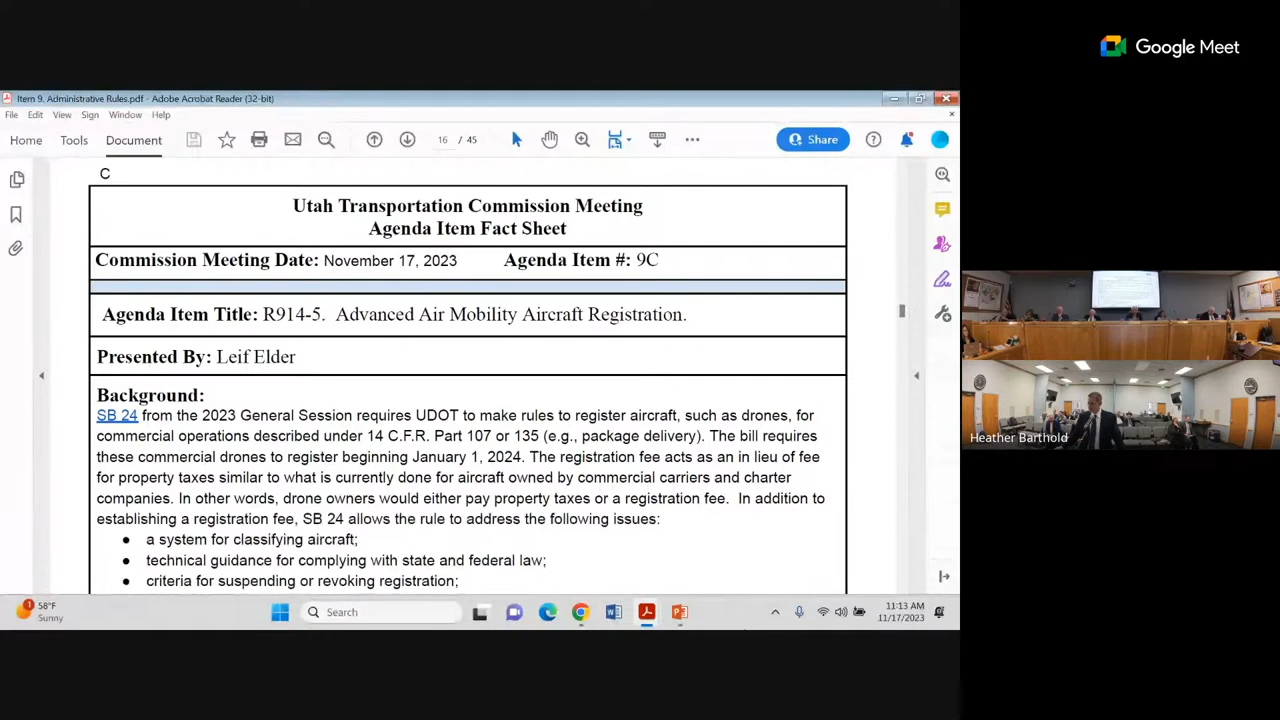 Google Meet
Item 9. Administrative Rules.pdf - Adobe Acrobat Reader (32-bit)
File Edit View Sign Window Help
Home Tools Document 16 / 45 Share
C
Utah Transportation Commission Meeting
Agenda Item Fact Sheet
Commission Meeting Date: November 17, 2023 Agenda Item #: 9C
Agenda Item Title: R914-5. Advanced Air Mobility Aircraft Registration.
Presented By: Leif Elder
Background:
SB 24 from the 2023 General Session requires UDOT to make rules to register aircraft, such as drones, for
commercial operations described under 14 C.F.R. Part 107 or 135 (e.g., package delivery). The bill requires
these commercial drones to register beginning January 1, 2024. The registration fee acts as an in lieu of fee
for property taxes similar to what is currently done for aircraft owned by commercial carriers and charter
companies. In other words, drone owners would either pay property taxes or a registration fee. In addition to
establishing a registration fee, SB 24 allows the rule to address the following issues:
● a system for classifying aircraft;
● technical guidance for complying with state and federal law;
● criteria for suspending or revoking registration;
Heather Barthold
1
58°F
Sunny
Search
11:13 AM
11/17/2023